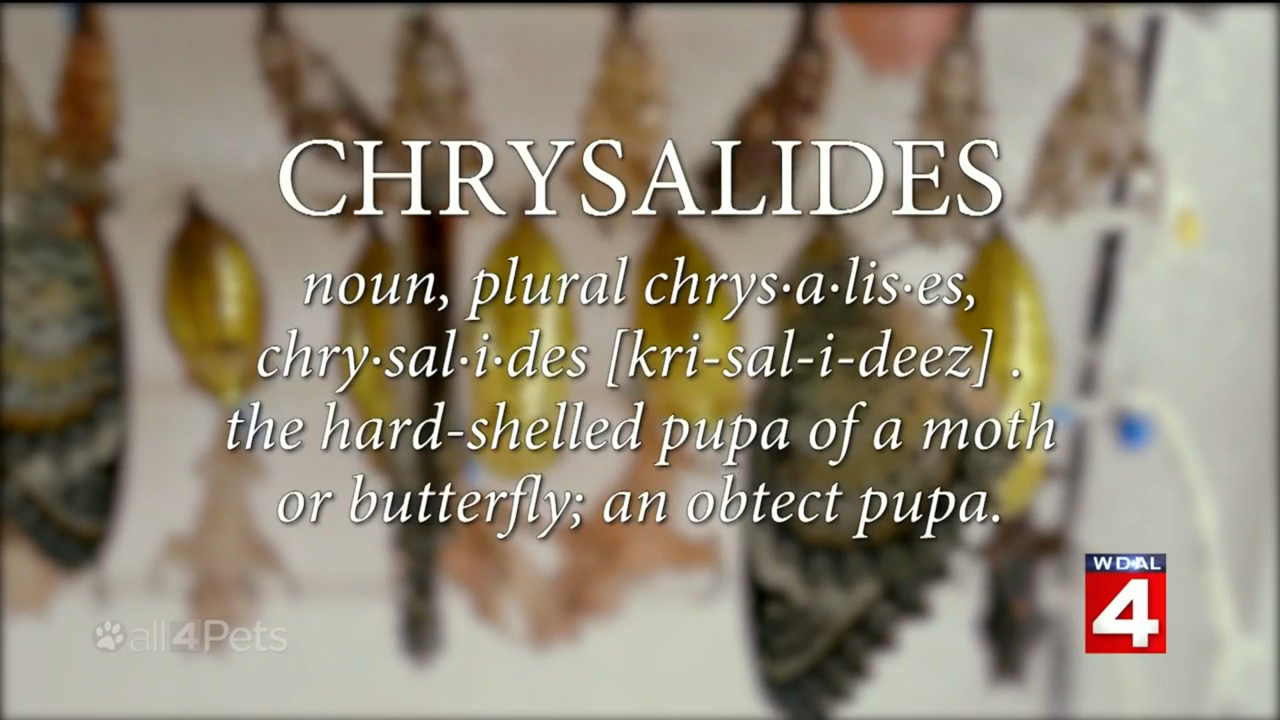 CHRYSALIDES
noun, plural chrys·a·lis·es,
chry·sal·i·des [kri-sal-i-deez] .
the hard-shelled pupa of a moth
or butterfly; an obtect pupa.
WDAL
4
all4Pets